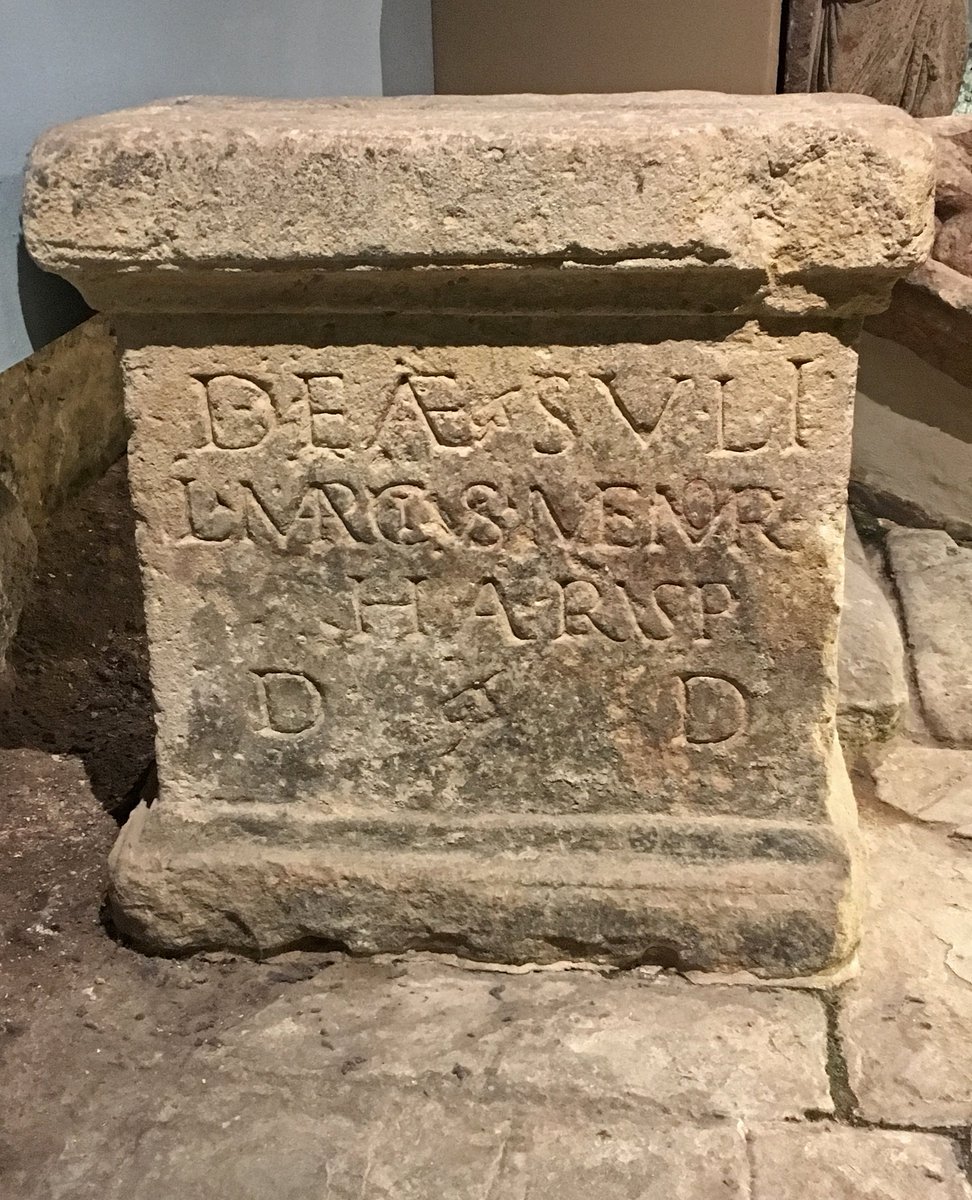 DEAE SVLI
L MARCIVS MEMOR
HARVSP
D D